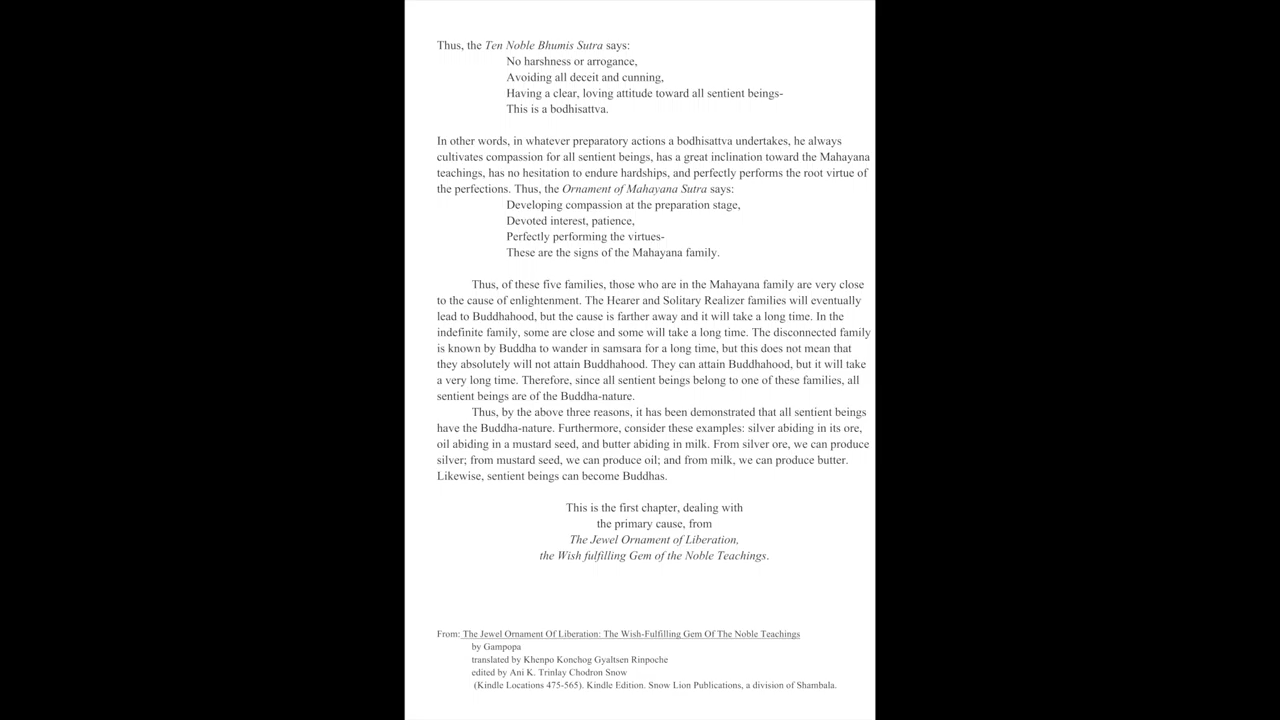 Thus, the Ten Noble Bhumis Sutra says:
No harshness or arrogance,
Avoiding all deceit and cunning,
Having a clear, loving attitude toward all sentient beings-
This is a bodhisattva.
In other words, in whatever preparatory actions a bodhisattva undertakes, he always
cultivates compassion for all sentient beings, has a great inclination toward the Mahayana
teachings, has no hesitation to endure hardships, and perfectly performs the root virtue of
the perfections. Thus, the Ornament of Mahayana Sutra says:
Developing compassion at the preparation stage,
Devoted interest, patience,
Perfectly performing the virtues-
These are the signs of the Mahayana family.
Thus, of these five families, those who are in the Mahayana family are very close
to the cause of enlightenment. The Hearer and Solitary Realizer families will eventually
lead to Buddhahood, but the cause is farther away and it will take a long time. In the
indefinite family, some are close and some will take a long time. The disconnected family
is known by Buddha to wander in samsara for a long time, but this does not mean that
they absolutely will not attain Buddhahood. They can attain Buddhahood, but it will take
a very long time. Therefore, since all sentient beings belong to one of these families, all
sentient beings are of the Buddha-nature.
Thus, by the above three reasons, it has been demonstrated that all sentient beings
have the Buddha-nature. Furthermore, consider these examples: silver abiding in its ore,
oil abiding in a mustard seed, and butter abiding in milk. From silver ore, we can produce
silver; from mustard seed, we can produce oil; and from milk, we can produce butter.
Likewise, sentient beings can become Buddhas.
This is the first chapter, dealing with
the primary cause, from
The Jewel Ornament of Liberation,
the Wish fulfilling Gem of the Noble Teachings.
From: The Jewel Ornament Of Liberation: The Wish-Fulfilling Gem Of The Noble Teachings
by Gampopa
translated by Khenpo Konchog Gyaltsen Rinpoche
edited by Ani K. Trinlay Chodron Snow
(Kindle Locations 475-565). Kindle Edition. Snow Lion Publications, a division of Shambala.